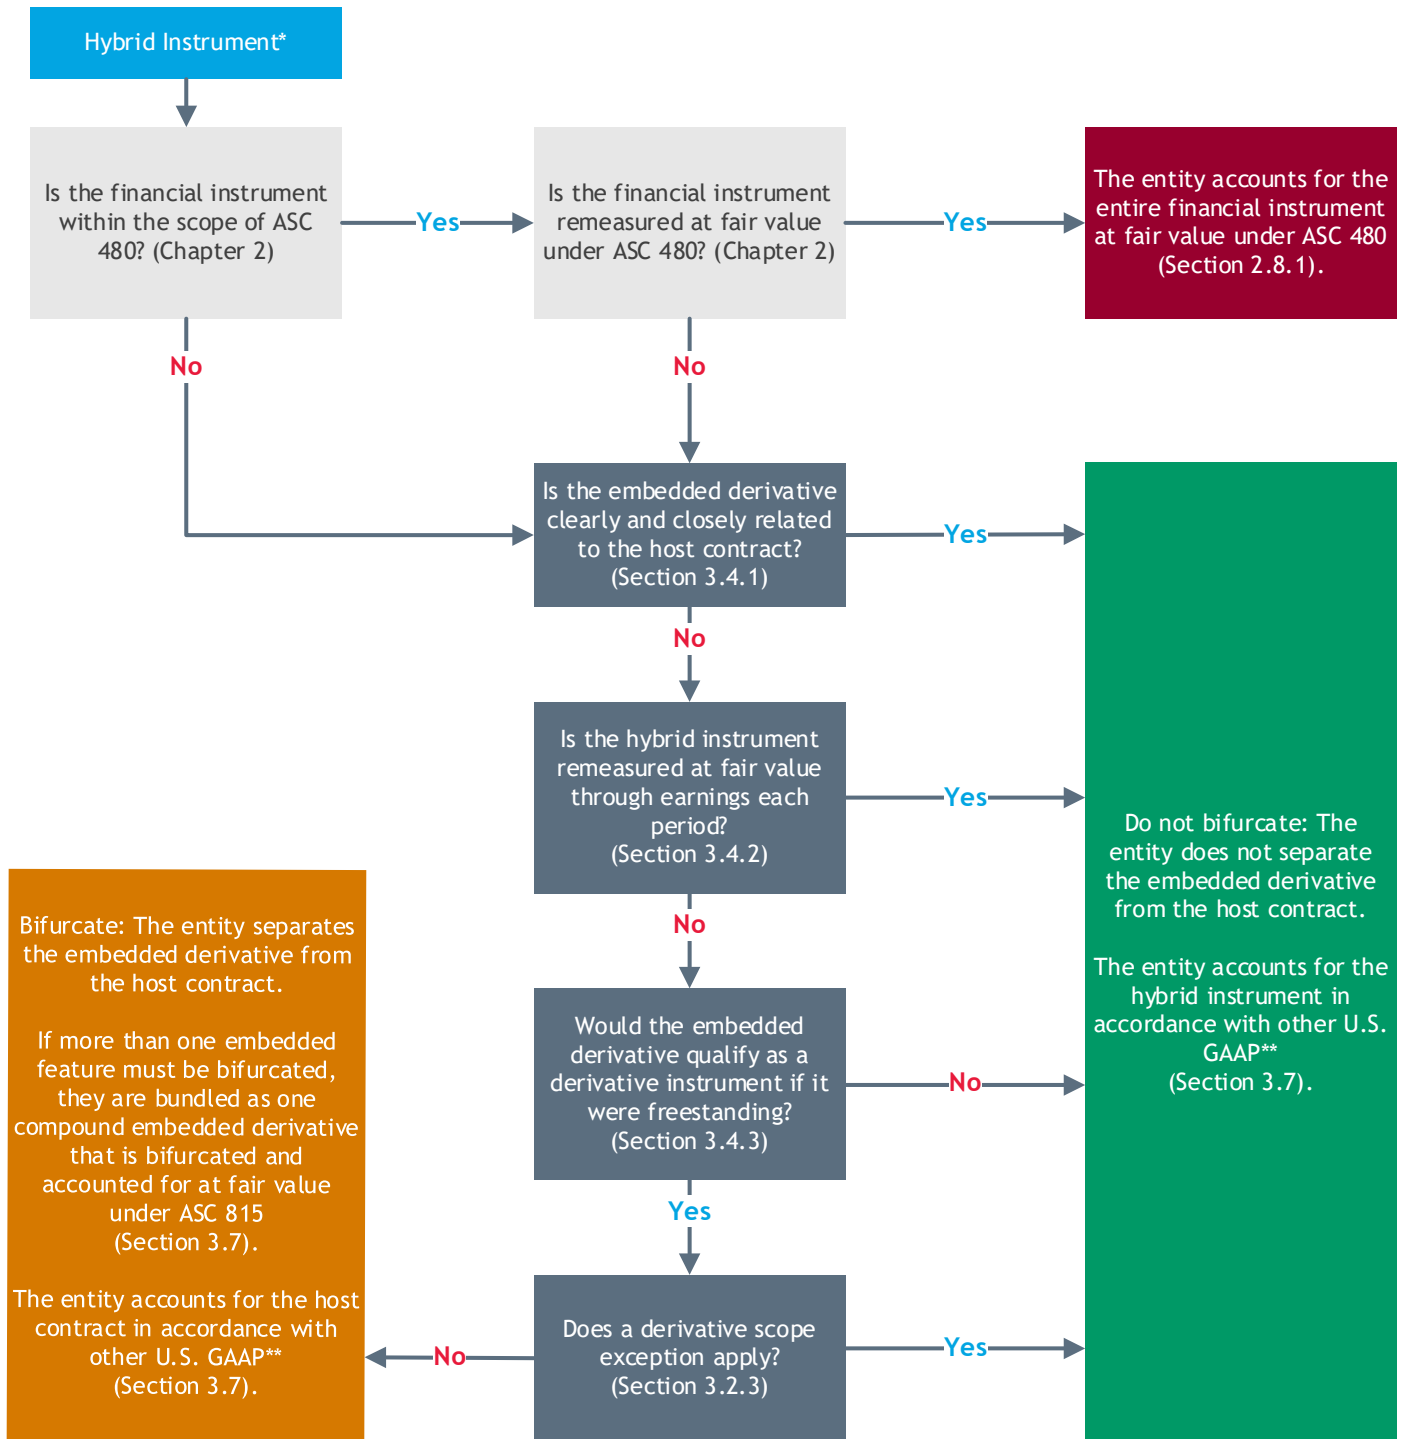 Hybrid Instrument*
Is the financial instrument
within the scope of ASC
480? (Chapter 2)
Yes
Is the financial instrument
remeasured at fair value
under ASC 480? (Chapter 2)
Yes
The entity accounts for the
entire financial instrument
at fair value under ASC 480
(Section 2.8.1).
No
No
Is the embedded derivative
clearly and closely related
to the host contract?
(Section 3.4.1)
Yes
No
Is the hybrid instrument
remeasured at fair value
through earnings each
period?
(Section 3.4.2)
Yes
No
Would the embedded
derivative qualify as a
derivative instrument if it
were freestanding?
(Section 3.4.3)
No
Yes
Does a derivative scope
exception apply?
(Section 3.2.3)
Yes
No
Do not bifurcate: The
entity does not separate
the embedded derivative
from the host contract.
The entity accounts for the
hybrid instrument in
accordance with other U.S.
GAAP**
(Section 3.7).
Bifurcate: The entity separates
the embedded derivative from
the host contract.
If more than one embedded
feature must be bifurcated,
they are bundled as one
compound embedded derivative
that is bifurcated and
accounted for at fair value
under ASC 815
(Section 3.7).
The entity accounts for the host
contract in accordance with
other U.S. GAAP**
(Section 3.7).